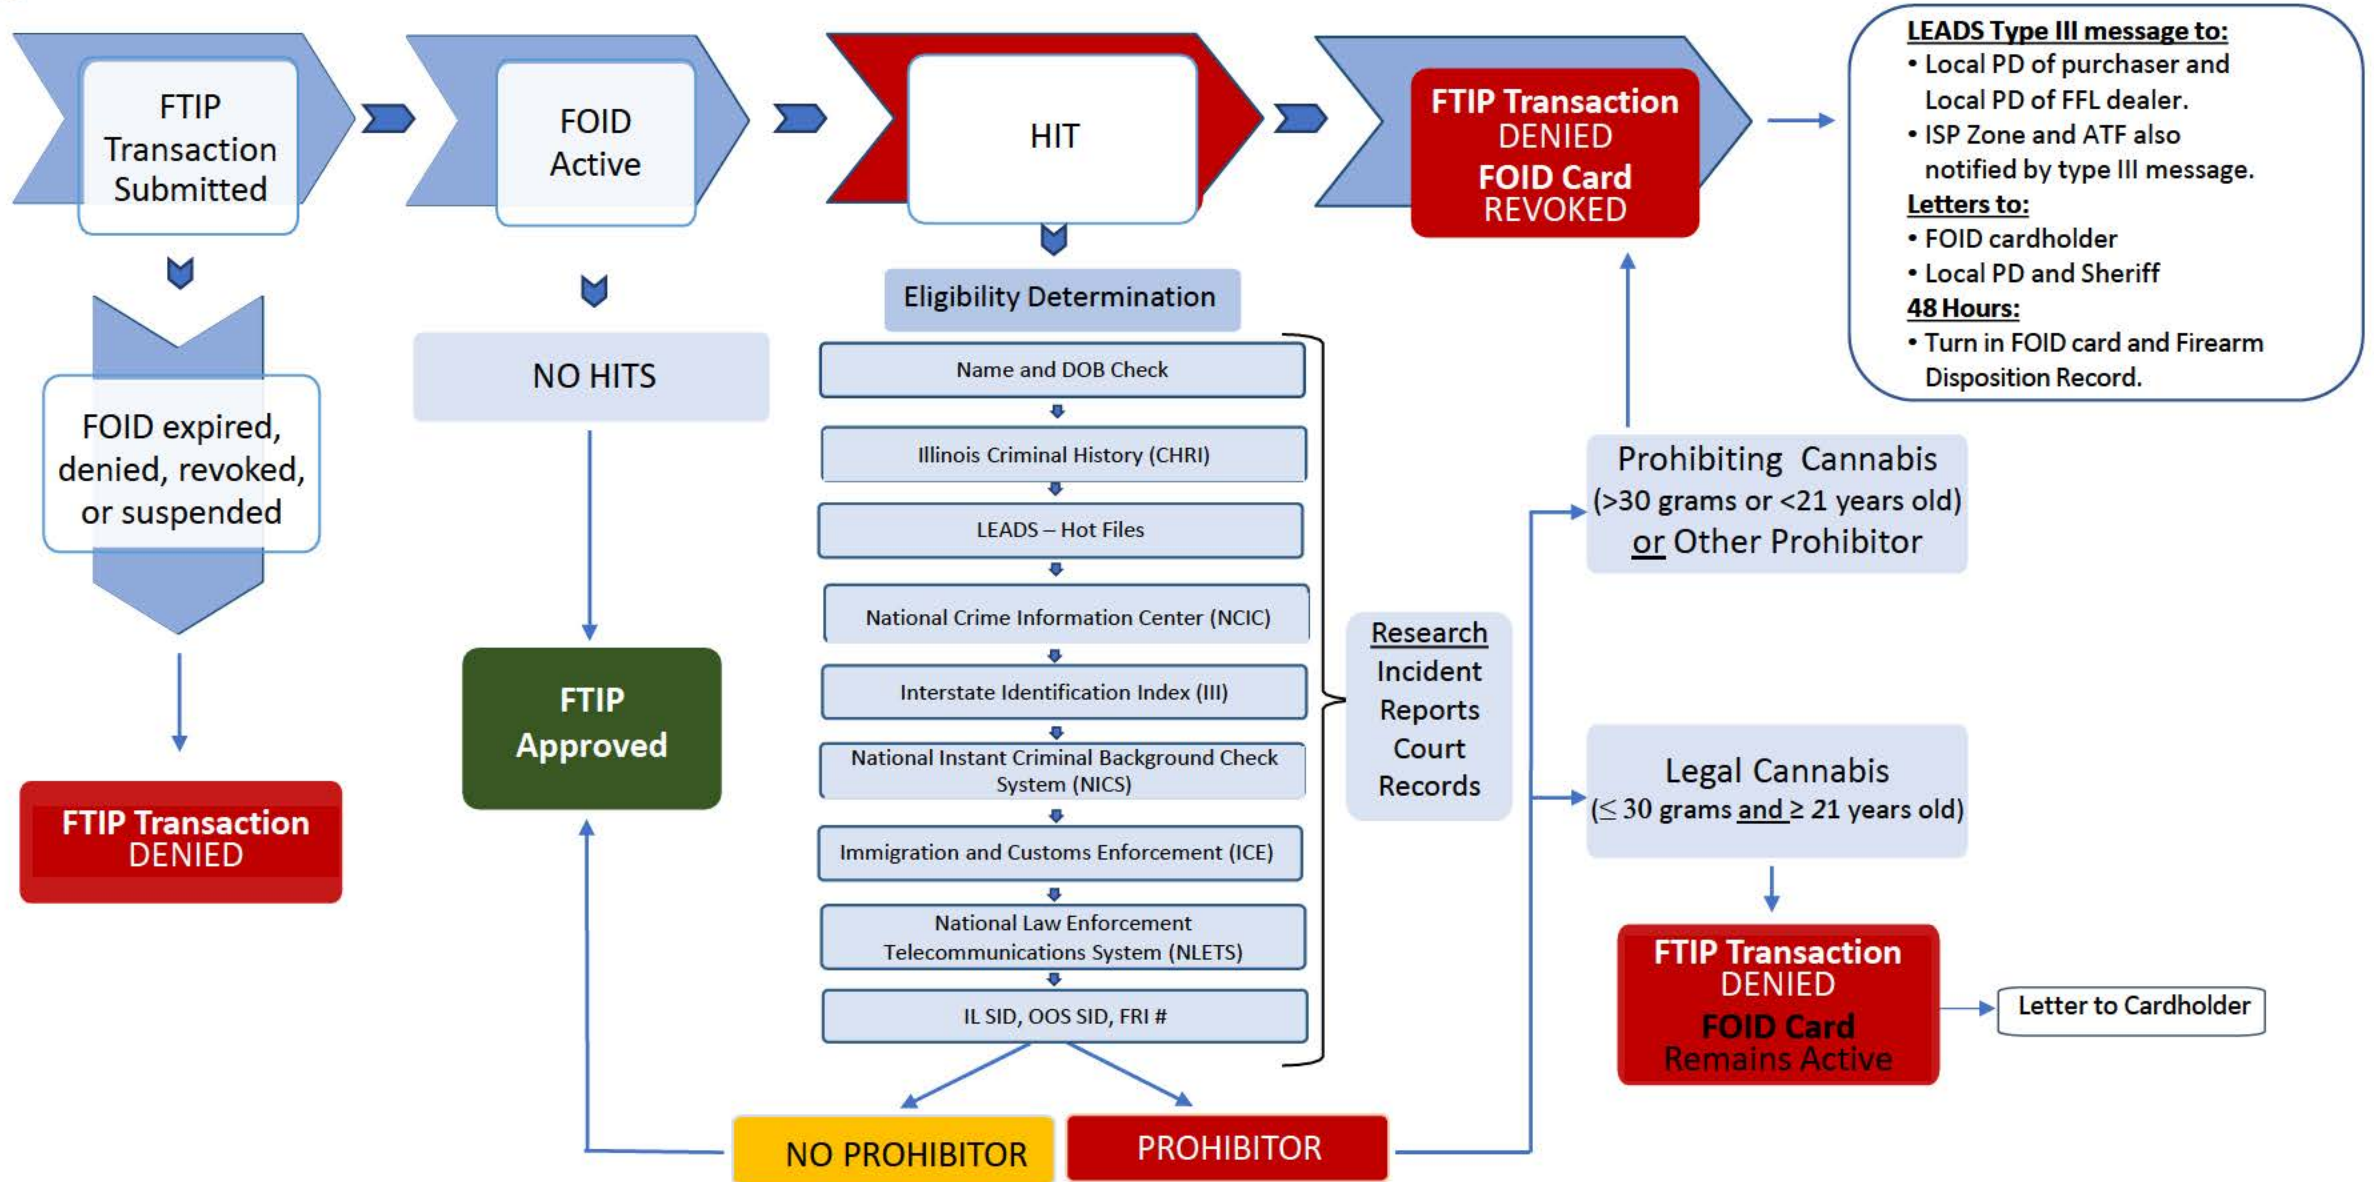 FTIP
Transaction
Submitted
FOID
Active
HIT
FTIP Transaction
DENIED
FOID Card
REVOKED
LEADS Type III message to:
• Local PD of purchaser and
Local PD of FFL dealer.
• ISP Zone and ATF also
notified by type III message.
Letters to:
• FOID cardholder
• Local PD and Sheriff
48 Hours:
• Turn in FOID card and Firearm
Disposition Record.
FOID expired,
denied, revoked,
or suspended
FTIP Transaction
DENIED
NO HITS
FTIP
Approved
Eligibility Determination
Name and DOB Check
Illinois Criminal History (CHRI)
LEADS – Hot Files
National Crime Information Center (NCIC)
Interstate Identification Index (III)
National Instant Criminal Background Check
System (NICS)
Immigration and Customs Enforcement (ICE)
National Law Enforcement
Telecommunications System (NLETS)
IL SID, OOS SID, FRI #
NO PROHIBITOR
PROHIBITOR
Research
Incident
Reports
Court
Records
Prohibiting Cannabis
(>30 grams or <21 years old)
or Other Prohibitor
Legal Cannabis
(≤ 30 grams and ≥ 21 years old)
FTIP Transaction
DENIED
FOID Card
Remains Active
Letter to Cardholder